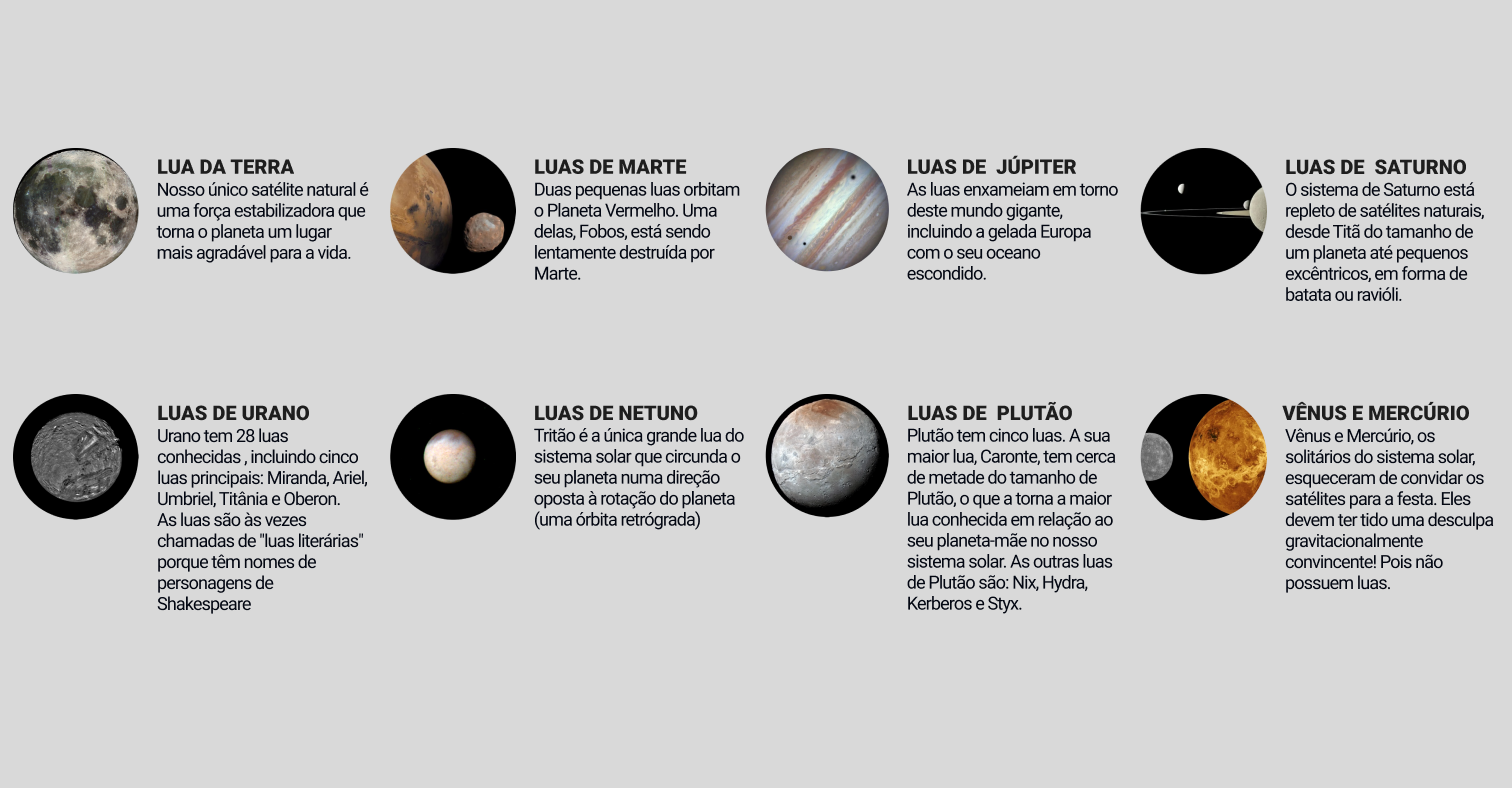 LUA DA TERRA
Nosso único satélite natural é
uma força estabilizadora que
torna o planeta um lugar
mais agradável para a vida.
LUAS DE MARTE
Duas pequenas luas orbitam
o Planeta Vermelho. Uma
delas, Fobos, está sendo
lentamente destruída por
Marte.
LUAS DE  JÚPITER
As luas enxameiam em torno
deste mundo gigante,
incluindo a gelada Europa
com o seu oceano
escondido.
LUAS DE  SATURNO
O sistema de Saturno está
repleto de satélites naturais,
desde Titã do tamanho de
um planeta até pequenos
excêntricos, em forma de
batata ou ravióli.
LUAS DE URANO
Urano tem 28 luas
conhecidas , incluindo cinco
luas principais: Miranda, Ariel,
Umbriel, Titânia e Oberon.
As luas são às vezes
chamadas de "luas literárias"
porque têm nomes de
personagens de
Shakespeare
LUAS DE NETUNO
Tritão é a única grande lua do
sistema solar que circunda o
seu planeta numa direção
oposta à rotação do planeta
(uma órbita retrógrada)
LUAS DE  PLUTÃO
Plutão tem cinco luas. A sua
maior lua, Caronte, tem cerca
de metade do tamanho de
Plutão, o que a torna a maior
lua conhecida em relação ao
seu planeta-mãe no nosso
sistema solar. As outras luas
de Plutão são: Nix, Hydra,
Kerberos e Styx.
VÊNUS E MERCÚRIO
Vênus e Mercúrio, os
solitários do sistema solar,
esqueceram de convidar os
satélites para a festa. Eles
devem ter tido uma desculpa
gravitacionalmente
convincente! Pois não
possuem luas.